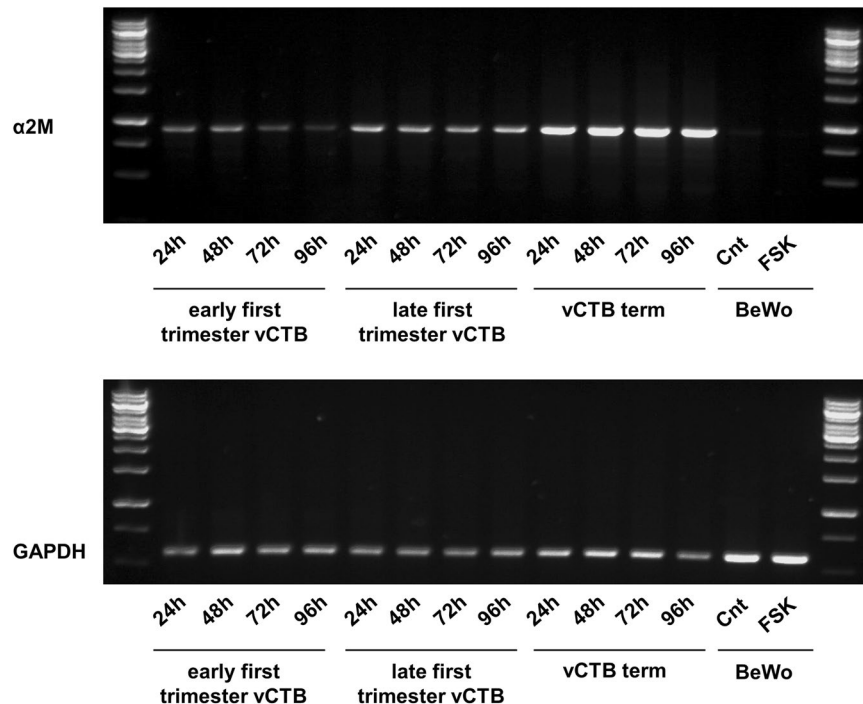 α2M
24h 48h 72h 96h 24h 48h 72h 96h 24h 48h 72h 96h Cnt FSK
early first trimester vCTB
late first trimester vCTB
vCTB term
BeWo
GAPDH
24h 48h 72h 96h 24h 48h 72h 96h 24h 48h 72h 96h Cnt FSK
early first trimester vCTB
late first trimester vCTB
vCTB term
BeWo